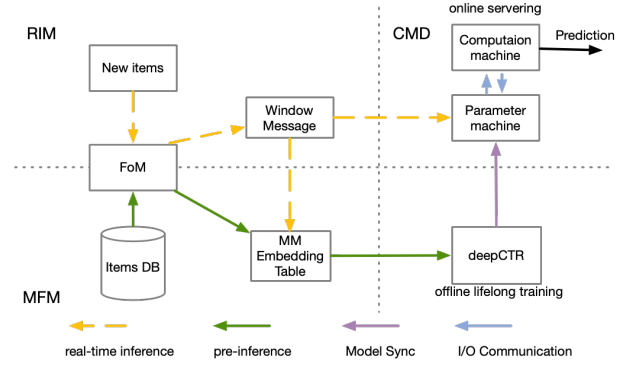 online servering
RIM
CMD
New items
Computaion
machine
Prediction
Window
Message
Parameter
machine
FoM
Items DB
MM
Embedding
Table
deepCTR
offline lifelong training
MFM
real-time inference
pre-inference
Model Sync
I/O Communication